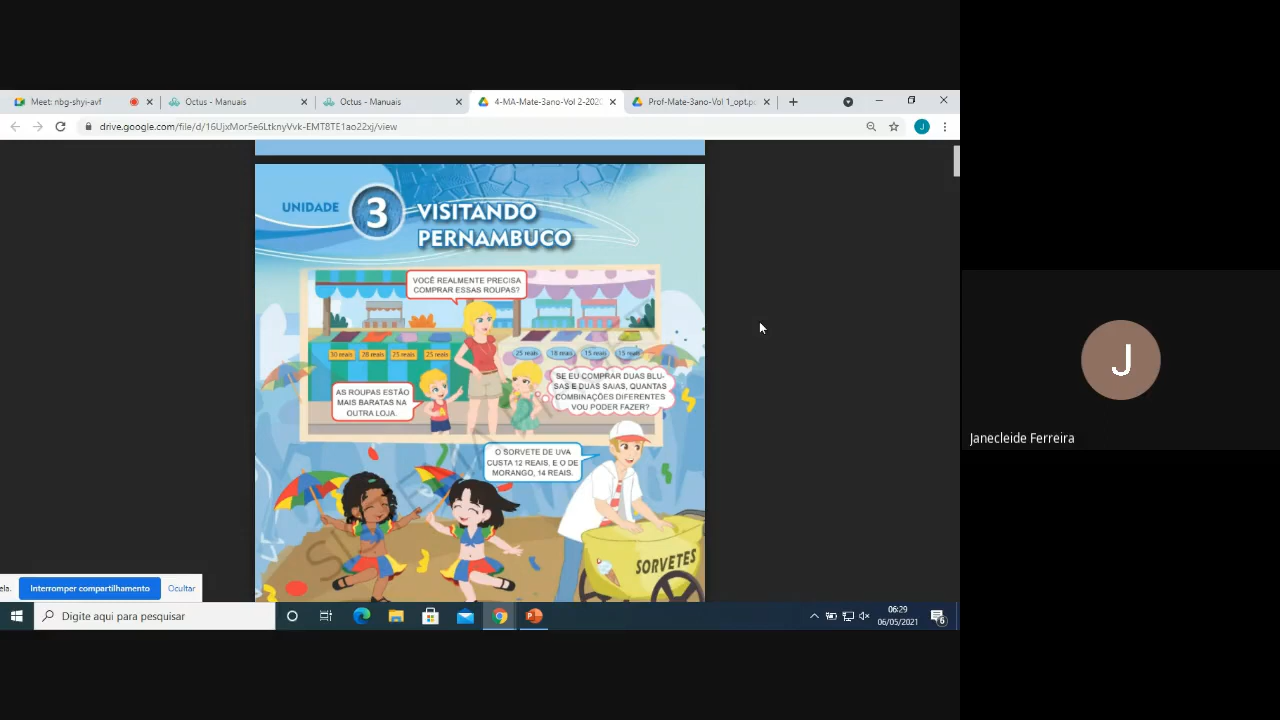 Meet: nbg-shyi-avf
Octus - Manuais
Octus - Manuais
4-MA-Mate-3ano-Vol 2-202
Prof-Mate-3ano-Vol 1_opt.p
drive.google.com/file/d/16UjxMor5e6LtknyVvk-EMT8TE1ao22xj/view
J
UNIDADE 3 VISITANDO
PERNAMBUCO
VOCÊ REALMENTE PRECISA
COMPRAR ESSAS ROUPAS?
30 reais 28 reais 25 reais 25 reais
25 reais 18 reais 15 reais 15 reais
AS ROUPAS ESTÃO
MAIS BARATAS NA
OUTRA LOJA.
SE EU COMPRAR DUAS BLU-
SAS E DUAS SAIAS, QUANTAS
COMBINAÇÕES DIFERENTES
VOU PODER FAZER?
O SORVETE DE UVA
CUSTA 12 REAIS, E O DE
MORANGO, 14 REAIS.
SORVETES
ela.
Interromper compartilhamento
Ocultar
Digite aqui para pesquisar
06:29
06/05/2021
6
J
Janecleide Ferreira